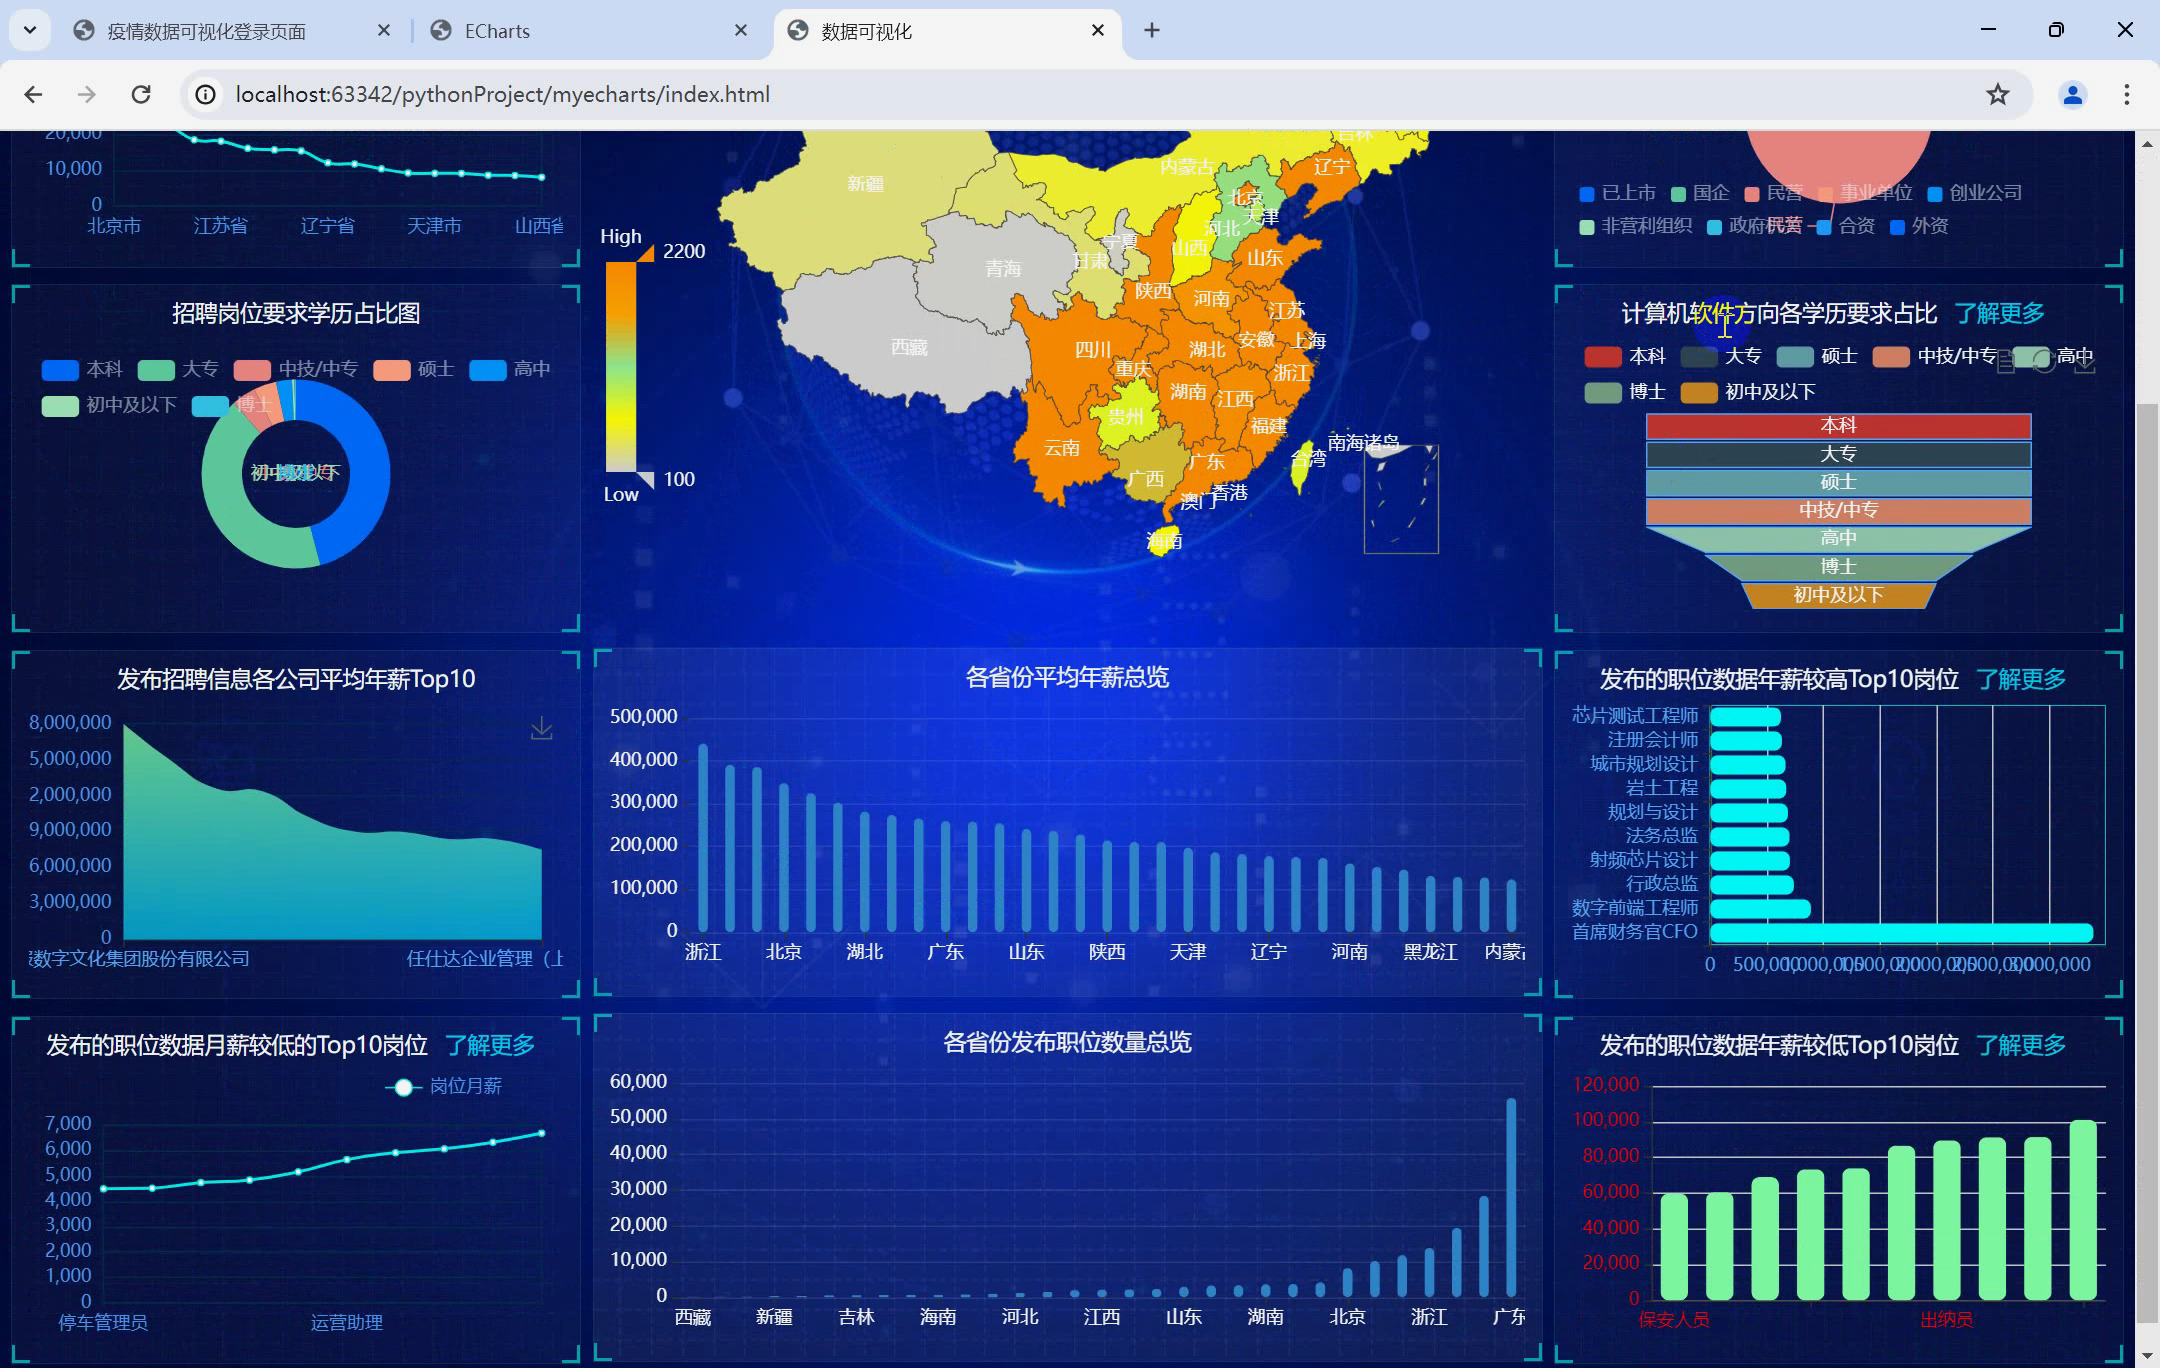 疫情数据可视化登录页面
ECharts
数据可视化
localhost:63342/pythonProject/myecharts/index.html
20,000
10,000
0
北京市 江苏省 辽宁省 天津市 山西省
High
2200
100
Low
新疆
西藏
青海
甘肃
宁夏
内蒙古
吉林
辽宁
北京
天津
河北
山西
山东
陕西
河南
江苏
安徽
上海
四川
湖北
重庆
浙江
湖南
江西
贵州
福建
云南
广西
广东
台湾
南海诸岛
澳门
香港
海南
已上市 国企 民营 事业单位 创业公司
非营利组织 政府机关 合资 外资
民营
招聘岗位要求学历占比图
本科 大专 中技/中专 硕士 高中
初中及以下 博士
初中及以下
计算机软件方向各学历要求占比 了解更多
本科 大专 硕士 中技/中专 高中
博士 初中及以下
本科
大专
硕士
中技/中专
高中
博士
初中及以下
发布招聘信息各公司平均年薪Top10
8,000,000
5,000,000
2,000,000
9,000,000
6,000,000
3,000,000
0
数字文化集团股份有限公司 任仕达企业管理（上
各省份平均年薪总览
500,000
400,000
300,000
200,000
100,000
0
浙江 北京 湖北 广东 山东 陕西 天津 辽宁 河南 黑龙江 内蒙古
发布的职位数据年薪较高Top10岗位 了解更多
芯片测试工程师
注册会计师
城市规划设计
岩土工程
规划与设计
法务总监
射频芯片设计
行政总监
数字前端工程师
首席财务官CFO
0 500,000 1,000,000 1,500,000 2,000,000 2,500,000 3,000,000
发布的职位数据月薪较低的Top10岗位 了解更多
岗位月薪
7,000
6,000
5,000
4,000
3,000
2,000
1,000
0
停车管理员 运营助理
各省份发布职位数量总览
60,000
50,000
40,000
30,000
20,000
10,000
0
西藏 新疆 吉林 海南 河北 江西 山东 湖南 北京 浙江 广东
发布的职位数据年薪较低Top10岗位 了解更多
120,000
100,000
80,000
60,000
40,000
20,000
0
保安人员 出纳员